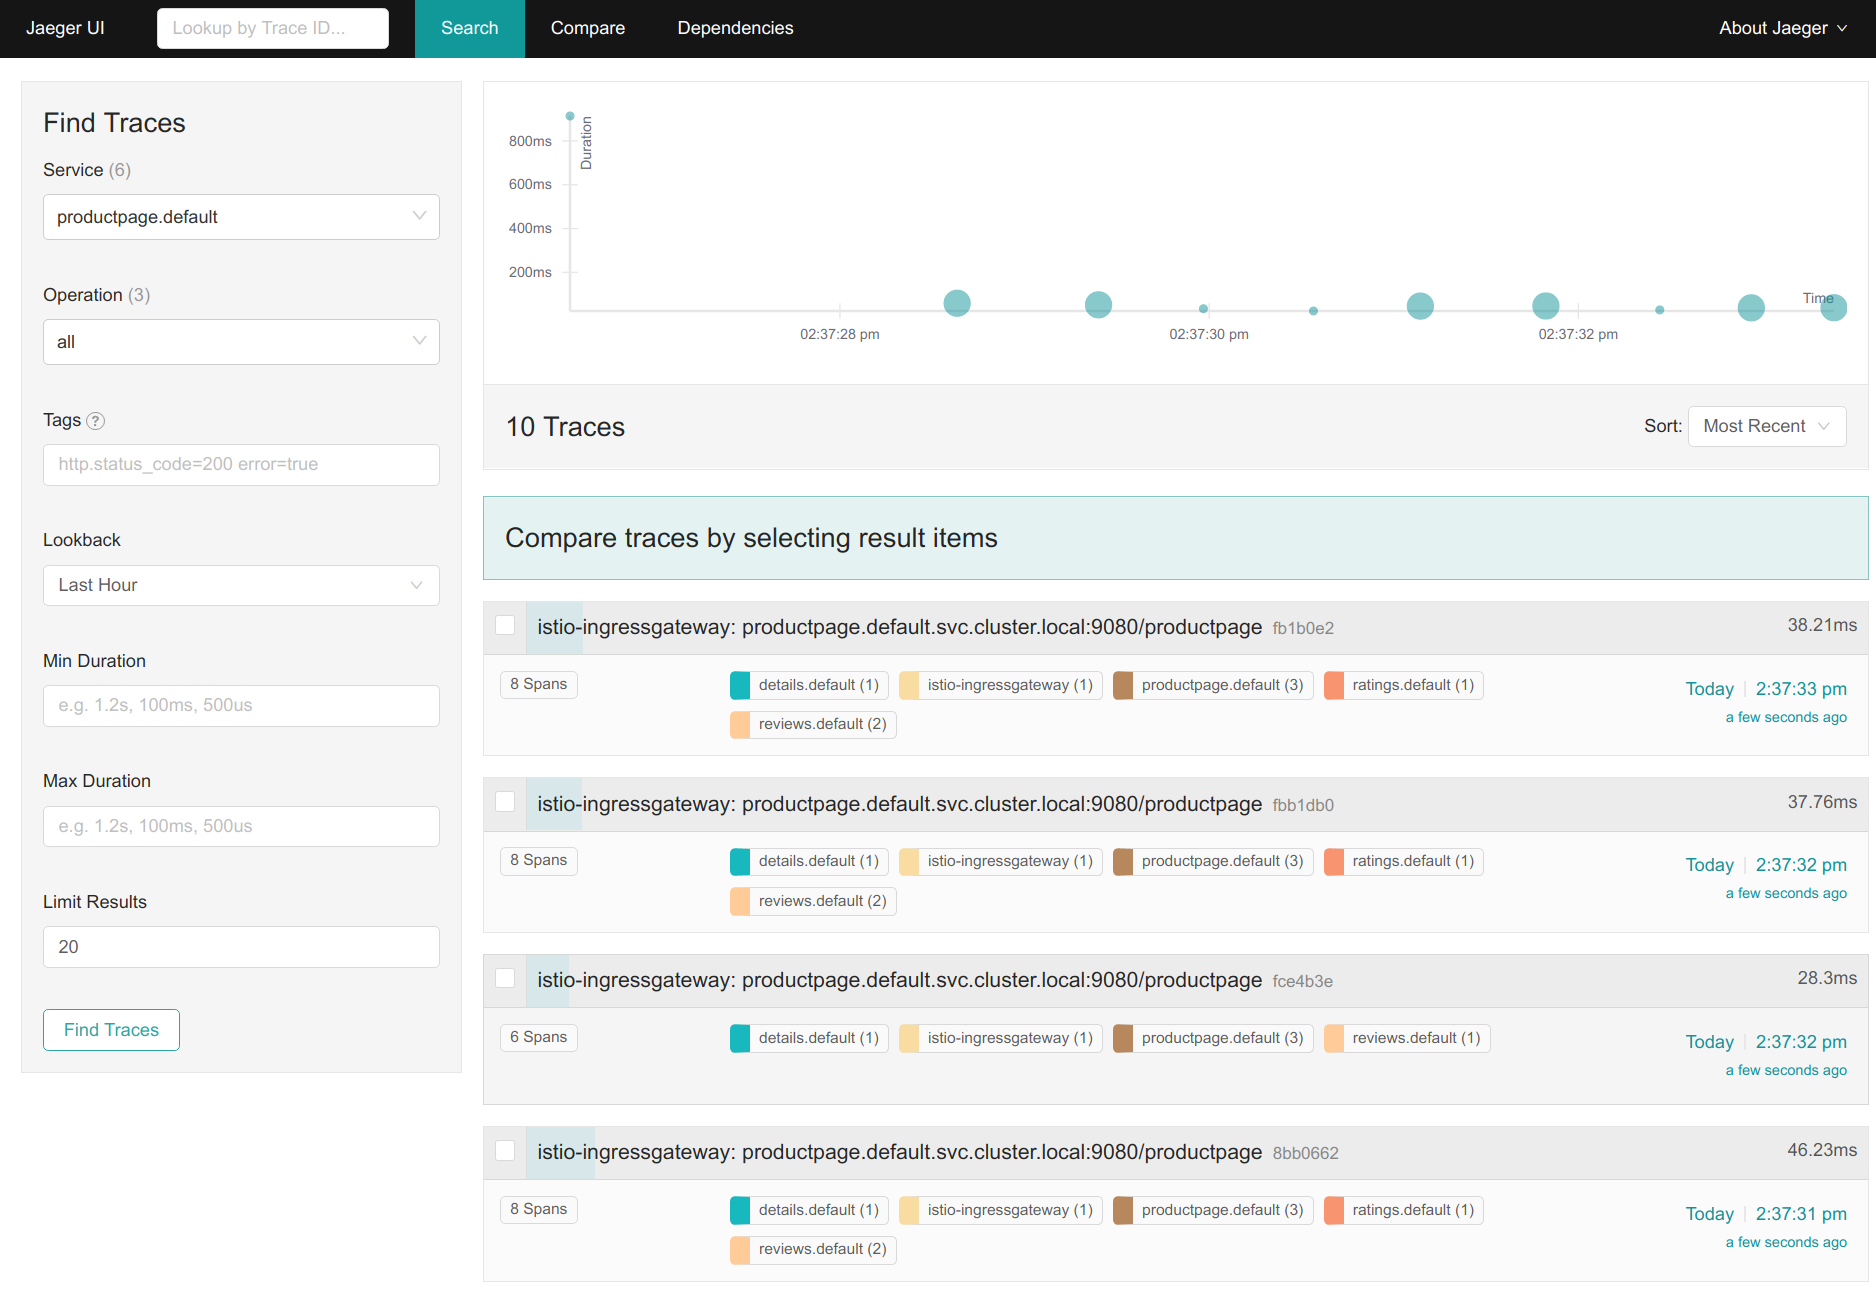 Jaeger UI
Lookup by Trace ID...
Search
Compare
Dependencies
About Jaeger
Find Traces
Service (6)
productpage.default
Operation (3)
all
Tags ?
http.status_code=200 error=true
Lookback
Last Hour
Min Duration
e.g. 1.2s, 100ms, 500us
Max Duration
e.g. 1.2s, 100ms, 500us
Limit Results
20
Find Traces
Duration
800ms
600ms
400ms
200ms
Time
02:37:28 pm
02:37:30 pm
02:37:32 pm
10 Traces
Sort: Most Recent
Compare traces by selecting result items
istio-ingressgateway: productpage.default.svc.cluster.local:9080/productpage fb1b0e2
38.21ms
8 Spans
details.default (1)
istio-ingressgateway (1)
productpage.default (3)
ratings.default (1)
reviews.default (2)
Today | 2:37:33 pm
a few seconds ago
istio-ingressgateway: productpage.default.svc.cluster.local:9080/productpage fbb1db0
37.76ms
8 Spans
details.default (1)
istio-ingressgateway (1)
productpage.default (3)
ratings.default (1)
reviews.default (2)
Today | 2:37:32 pm
a few seconds ago
istio-ingressgateway: productpage.default.svc.cluster.local:9080/productpage fce4b3e
28.3ms
6 Spans
details.default (1)
istio-ingressgateway (1)
productpage.default (3)
reviews.default (1)
Today | 2:37:32 pm
a few seconds ago
istio-ingressgateway: productpage.default.svc.cluster.local:9080/productpage 8bb0662
46.23ms
8 Spans
details.default (1)
istio-ingressgateway (1)
productpage.default (3)
ratings.default (1)
reviews.default (2)
Today | 2:37:31 pm
a few seconds ago